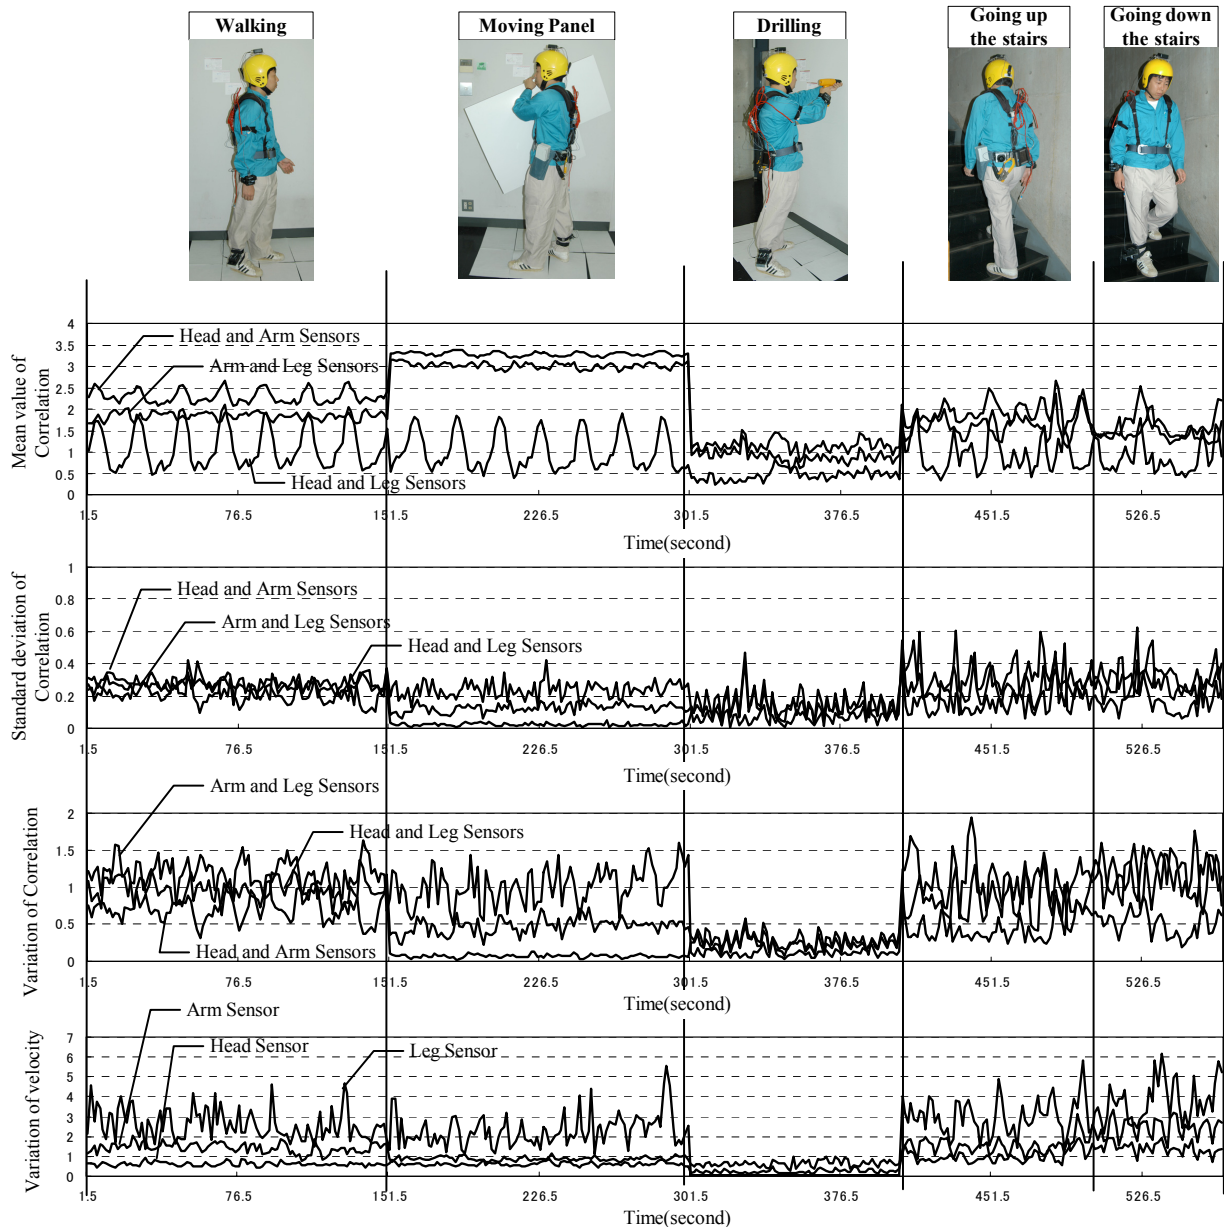 Walking
Moving Panel
Drilling
Going up
the stairs
Going down
the stairs
Mean value of
Correlation
4
3.5
3
2.5
2
1.5
1
0.5
0
Head and Arm Sensors
Arm and Leg Sensors
Head and Leg Sensors
1.5
76.5
151.5
226.5
301.5
376.5
451.5
526.5
Time(second)
Standard deviation of
Correlation
1
0.8
0.6
0.4
0.2
0
Head and Arm Sensors
Arm and Leg Sensors
Head and Leg Sensors
1.5
76.5
151.5
226.5
301.5
376.5
451.5
526.5
Time(second)
Variation of Correlation
2
1.5
1
0.5
0
Arm and Leg Sensors
Head and Leg Sensors
Head and Arm Sensors
1.5
76.5
151.5
226.5
301.5
376.5
451.5
526.5
Time(second)
Variation of velocity
7
6
5
4
3
2
1
0
Arm Sensor
Head Sensor
Leg Sensor
1.5
76.5
151.5
226.5
301.5
376.5
451.5
526.5
Time(second)